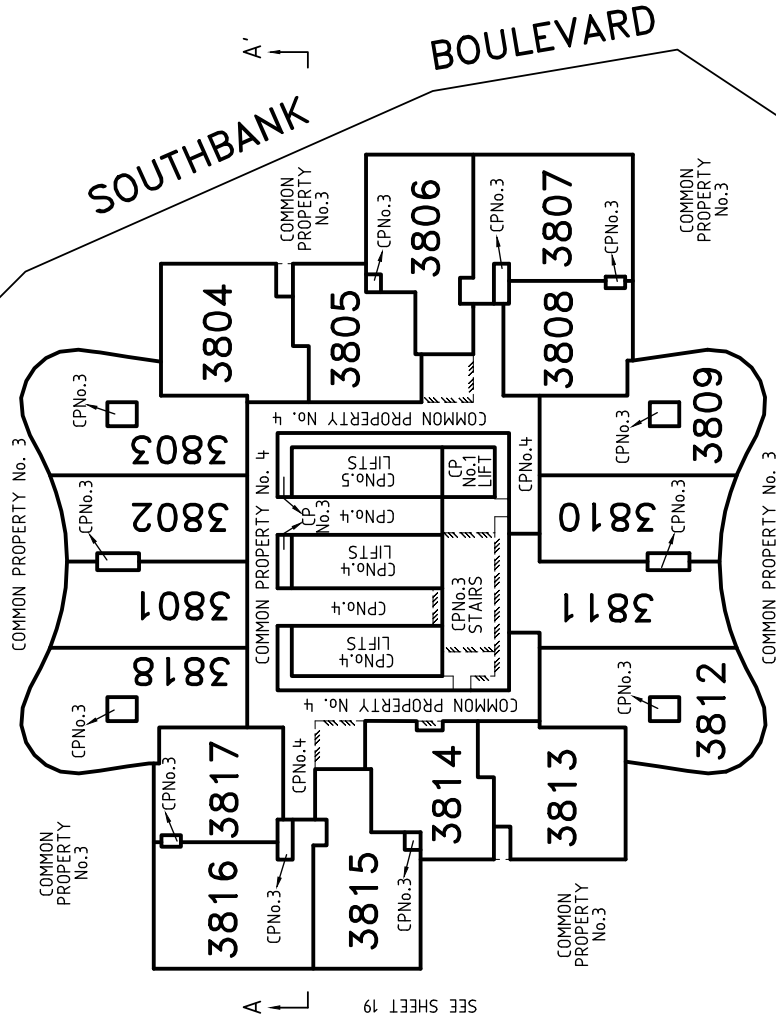 A'
BOULEVARD
SOUTHBANK
COMMON
PROPERTY
No.3
COMMON
PROPERTY
No.3
3804
3805
CPNo.3
3806
CPNo.3
3807
CPNo.3
3808
CPNo.3
3803
COMMON PROPERTY No. 4
CPNo.3
3809
COMMON PROPERTY No. 3
CPNo.3
3802
COMMON PROPERTY No. 4
CPNo.5
LIFTS
CP
No.1
LIFT
CPNo.4
CPNo.4
CP
No.3
3810
CPNo.3
3801
CPNo.4
LIFTS
CPNo.4
CPNo.3
STAIRS
3811
3818
CPNo.3
CPNo.4
LIFTS
COMMON PROPERTY No. 4
3812
CPNo.3
COMMON PROPERTY No. 3
3817
CPNo.3
CPNo.4
3814
3813
3816
CPNo.3
3815
CPNo.3
COMMON
PROPERTY
No.3
COMMON
PROPERTY
No.3
A
SEE SHEET 19